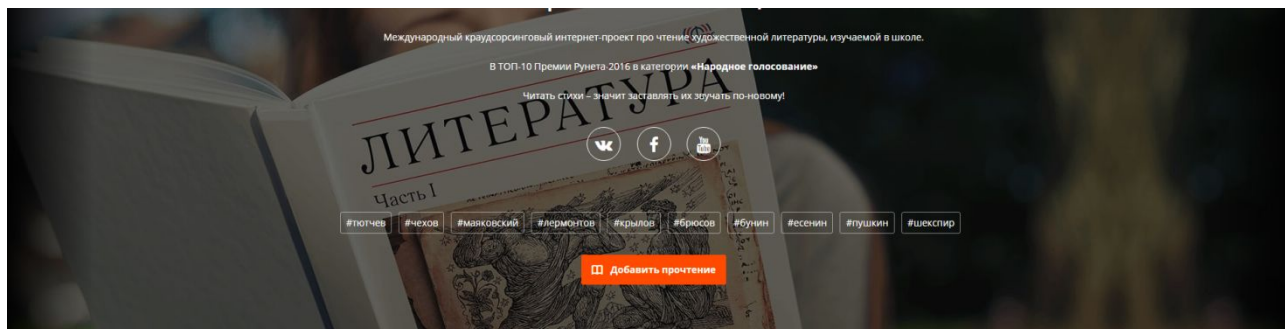 Международный краудсорсинговый интернет-проект про чтение художественной литературы, изучаемой в школе.
В ТОП-10 Премии Рунета-2016 в категории «Народное голосование»
Читать стихи – значит заставлять их звучать по-новому!
ЛИТЕРАТУРА
Часть I
You Tube
#тютчев #чехов #маяковский #лермонтов #крылов #брюсов #бунин #есенин #пушкин #шекспир
Добавить прочтение